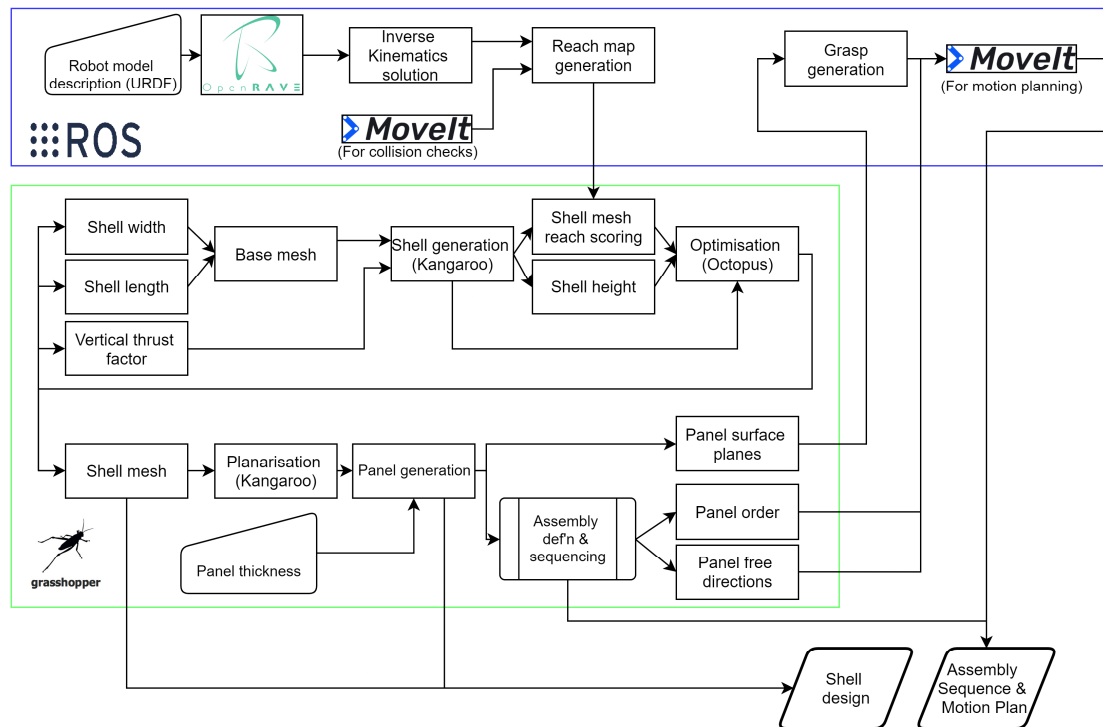 Robot model
description (URDF)
OpenRAVE
Inverse
Kinematics
solution
Reach map
generation
Grasp
generation
MoveIt
(For motion planning)
MoveIt
(For collision checks)
ROS
Shell width
Shell length
Vertical thrust
factor
Base mesh
Shell generation
(Kangaroo)
Shell mesh
reach scoring
Shell height
Optimisation
(Octopus)
Shell mesh
Planarisation
(Kangaroo)
Panel generation
Panel surface
planes
Assembly
def'n &
sequencing
Panel order
Panel free
directions
Panel thickness
grasshopper
Shell
design
Assembly
Sequence &
Motion Plan